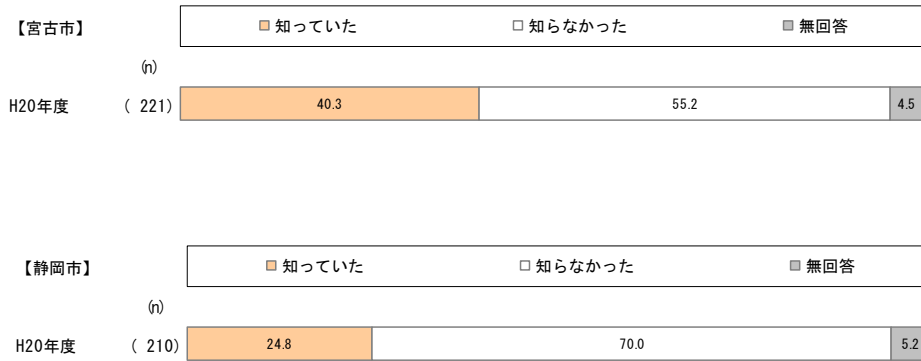 【宮古市】 知っていた 知らなかった 無回答
(n)
H20年度 ( 221) 40.3 55.2 4.5
【静岡市】 知っていた 知らなかった 無回答
(n)
H20年度 ( 210) 24.8 70.0 5.2